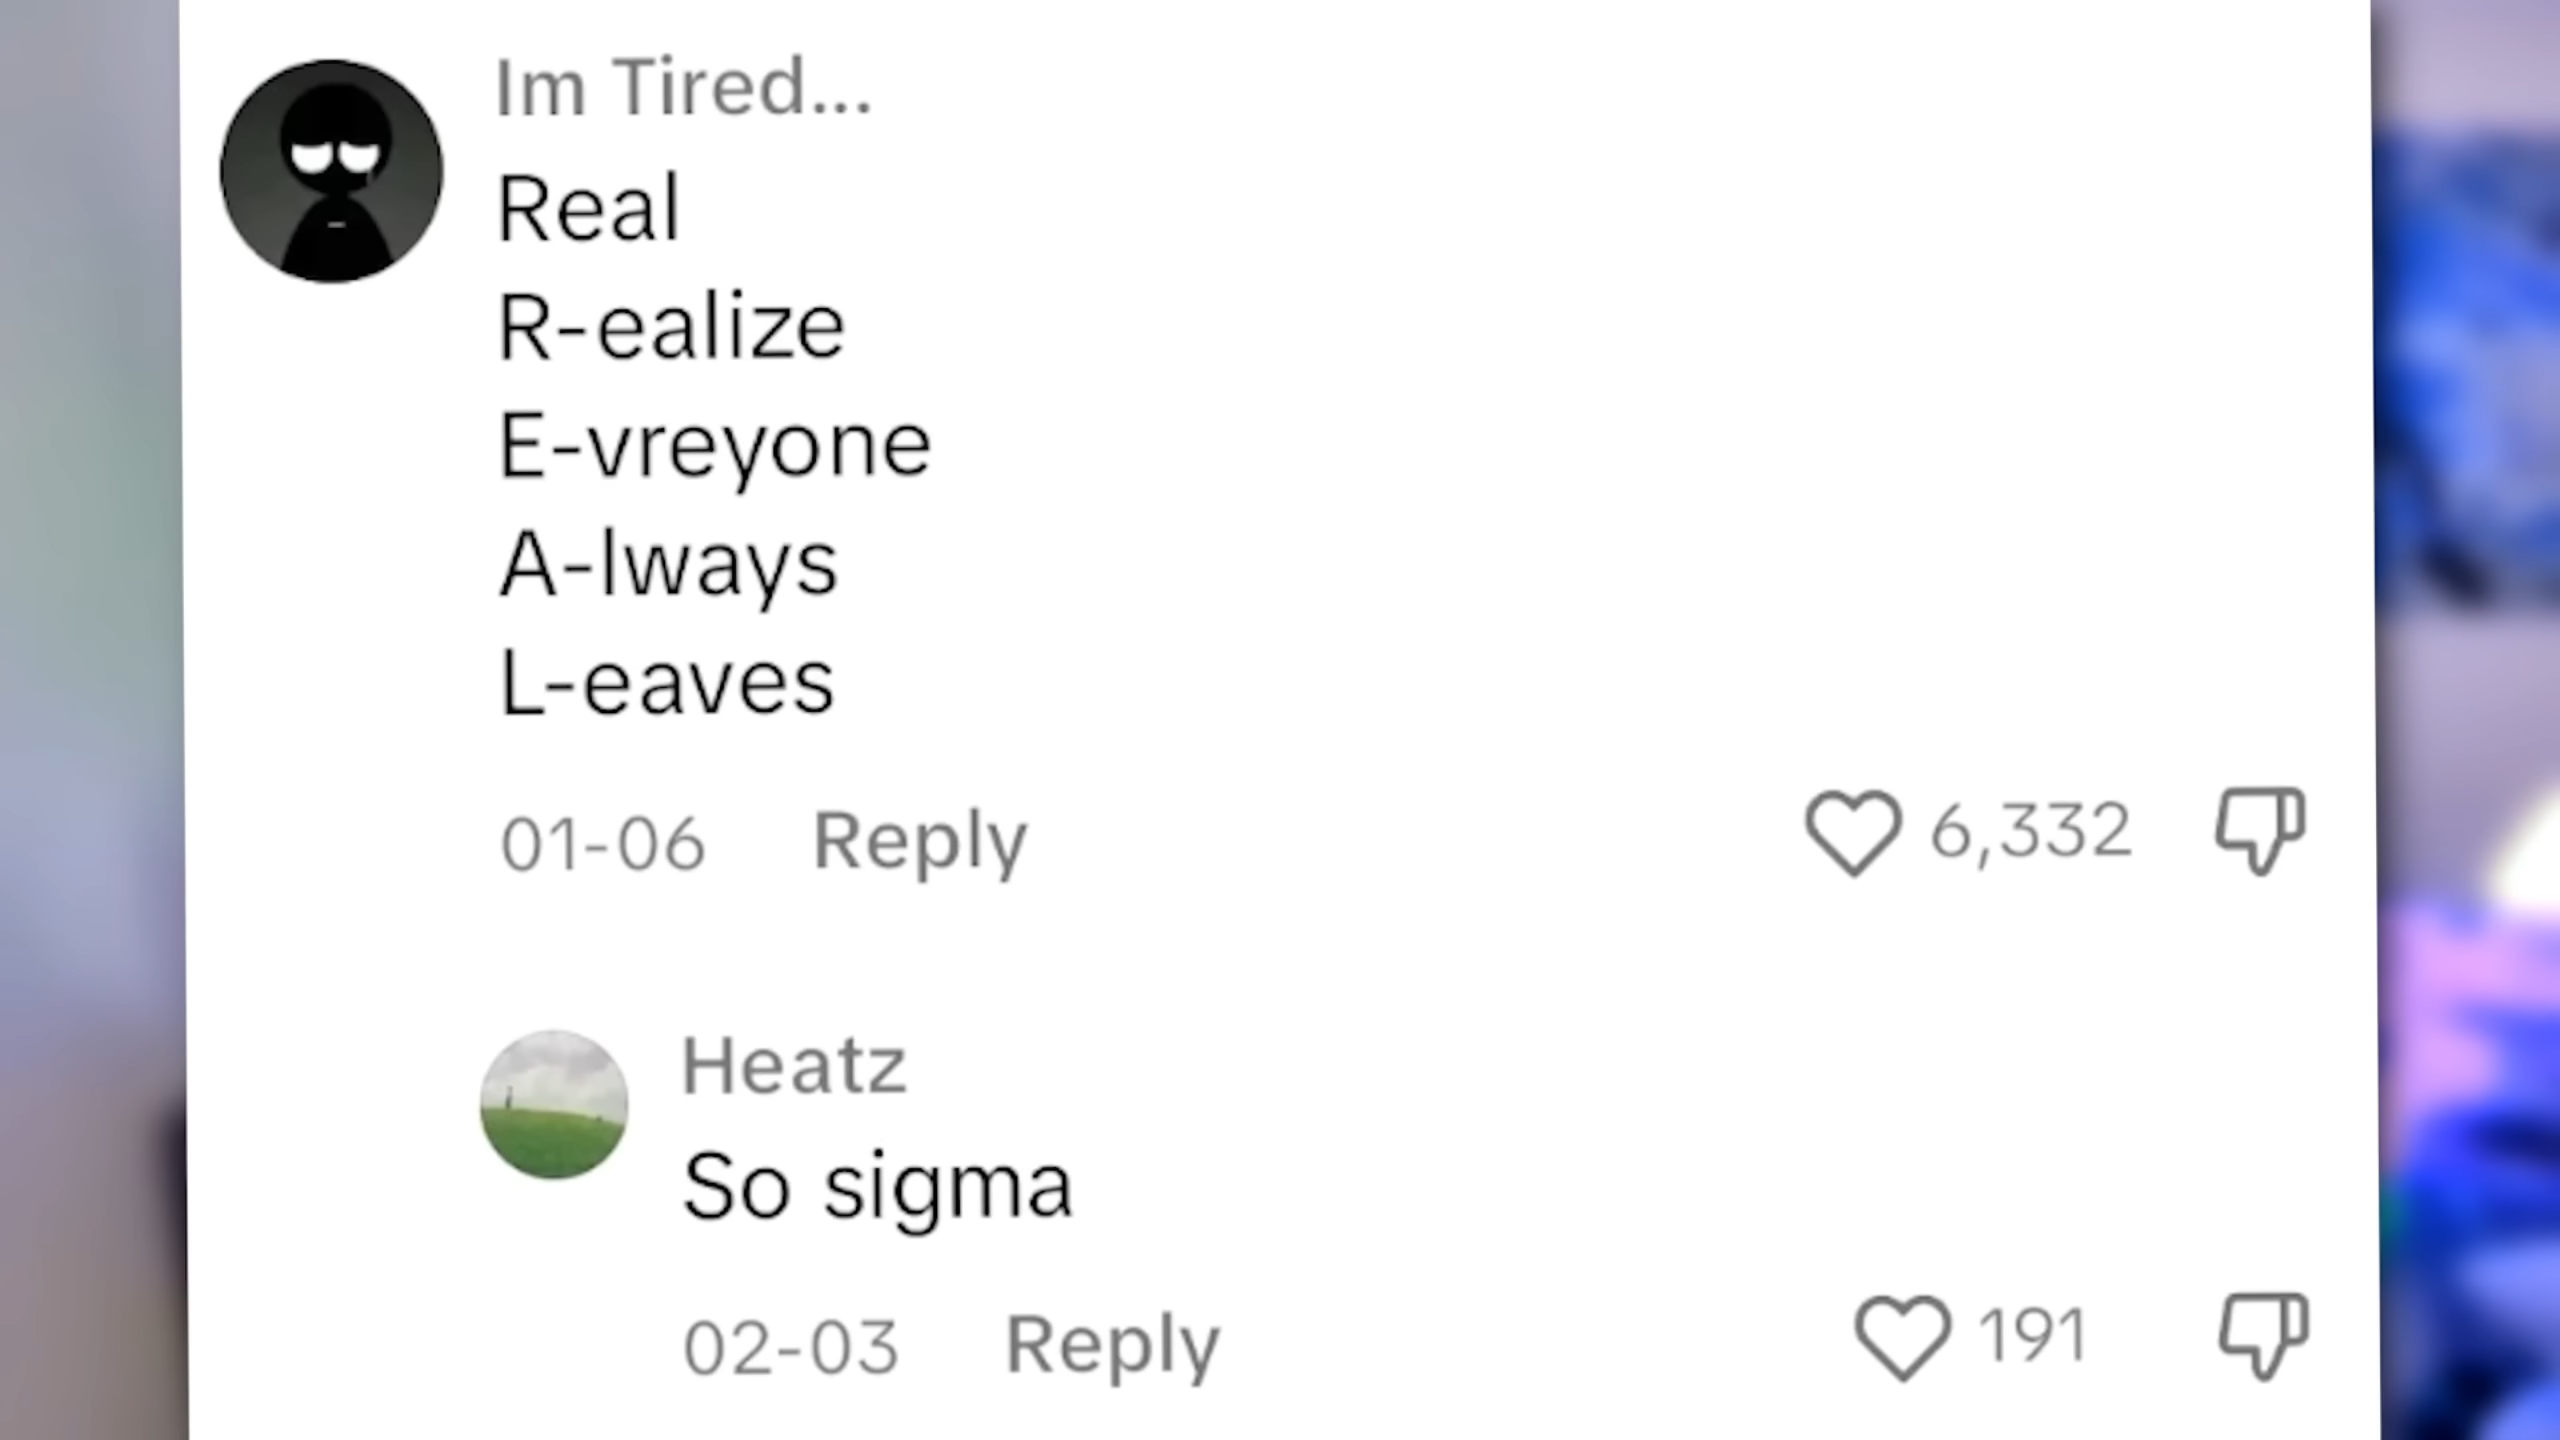 Im Tired...
Real
R-ealize
E-vreyone
A-lways
L-eaves
01-06 Reply 6,332
Heatz
So sigma
02-03 Reply 191